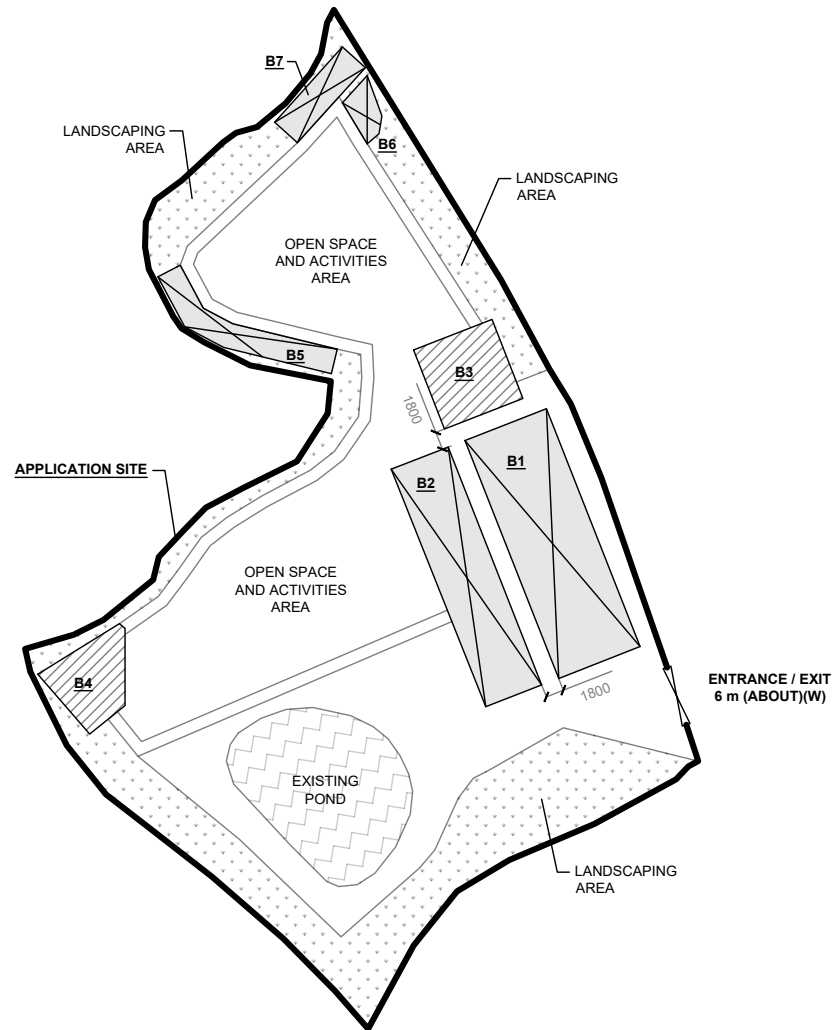 B7
LANDSCAPING
AREA
B6
LANDSCAPING
AREA
OPEN SPACE
AND ACTIVITIES
AREA
B5
B3
1800
APPLICATION SITE
B2
B1
OPEN SPACE
AND ACTIVITIES
AREA
B4
ENTRANCE / EXIT
6 m (ABOUT)(W)
1800
EXISTING
POND
LANDSCAPING
AREA